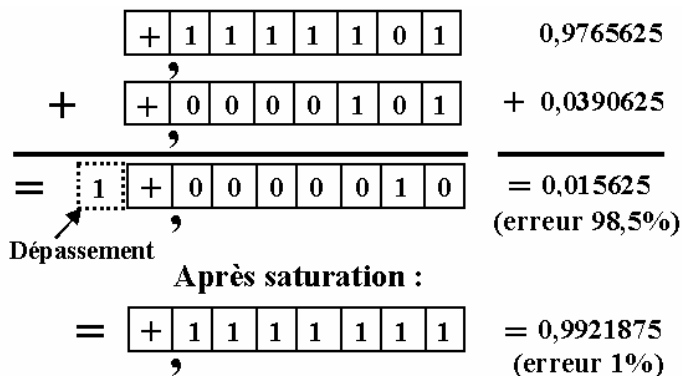 + 1 1 1 1 1 0 1 0,9765625
,
+ + 0 0 0 0 1 0 1 + 0,0390625
,
= 1 + 0 0 0 0 0 1 0 = 0,015625
, (erreur 98,5%)
Dépassement
Après saturation :
= + 1 1 1 1 1 1 1 = 0,9921875
, (erreur 1%)